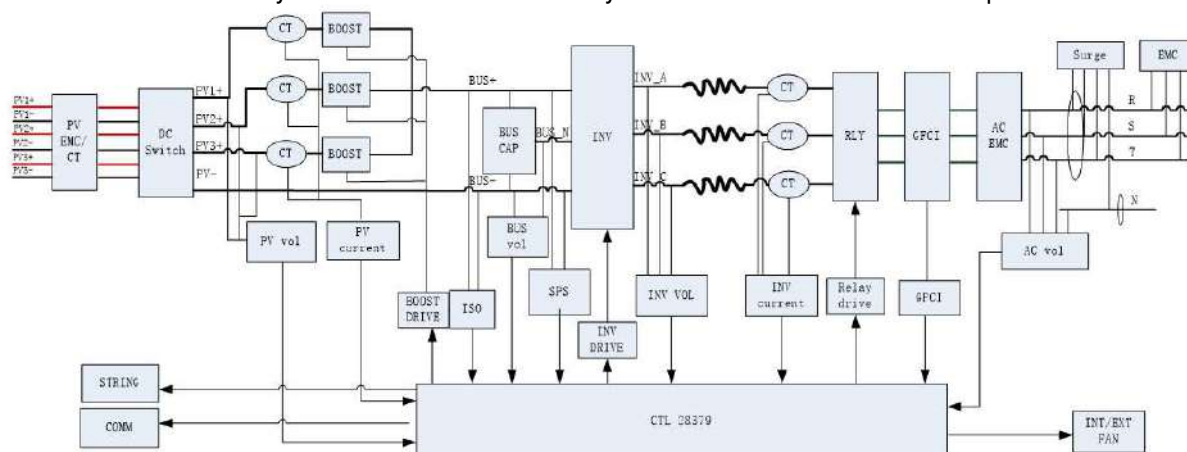 CT
BOOST
Surge
EMC
PV1+
BUS+
INV_A
CT
BOOST
CT
R
PV1+
PV1-
PV2+
PV2-
PV3+
PV3-
PV
EMC/
CT
DC
Switch
PV2+
BUS
CAP
BUS_N
INV
INV_B
CT
RLY
GFCI
AC
EMC
S
PV3+
CT
BOOST
T
PV-
BUS-
INV_C
CT
N
PV vol
PV
current
BUS
vol
AC vol
BOOST
DRIVE
ISO
SPS
INV VOL
INV
current
Relay
drive
GFCI
INV
DRIVE
STRING
COMM
CTL 28379
INT/EXT
FAN